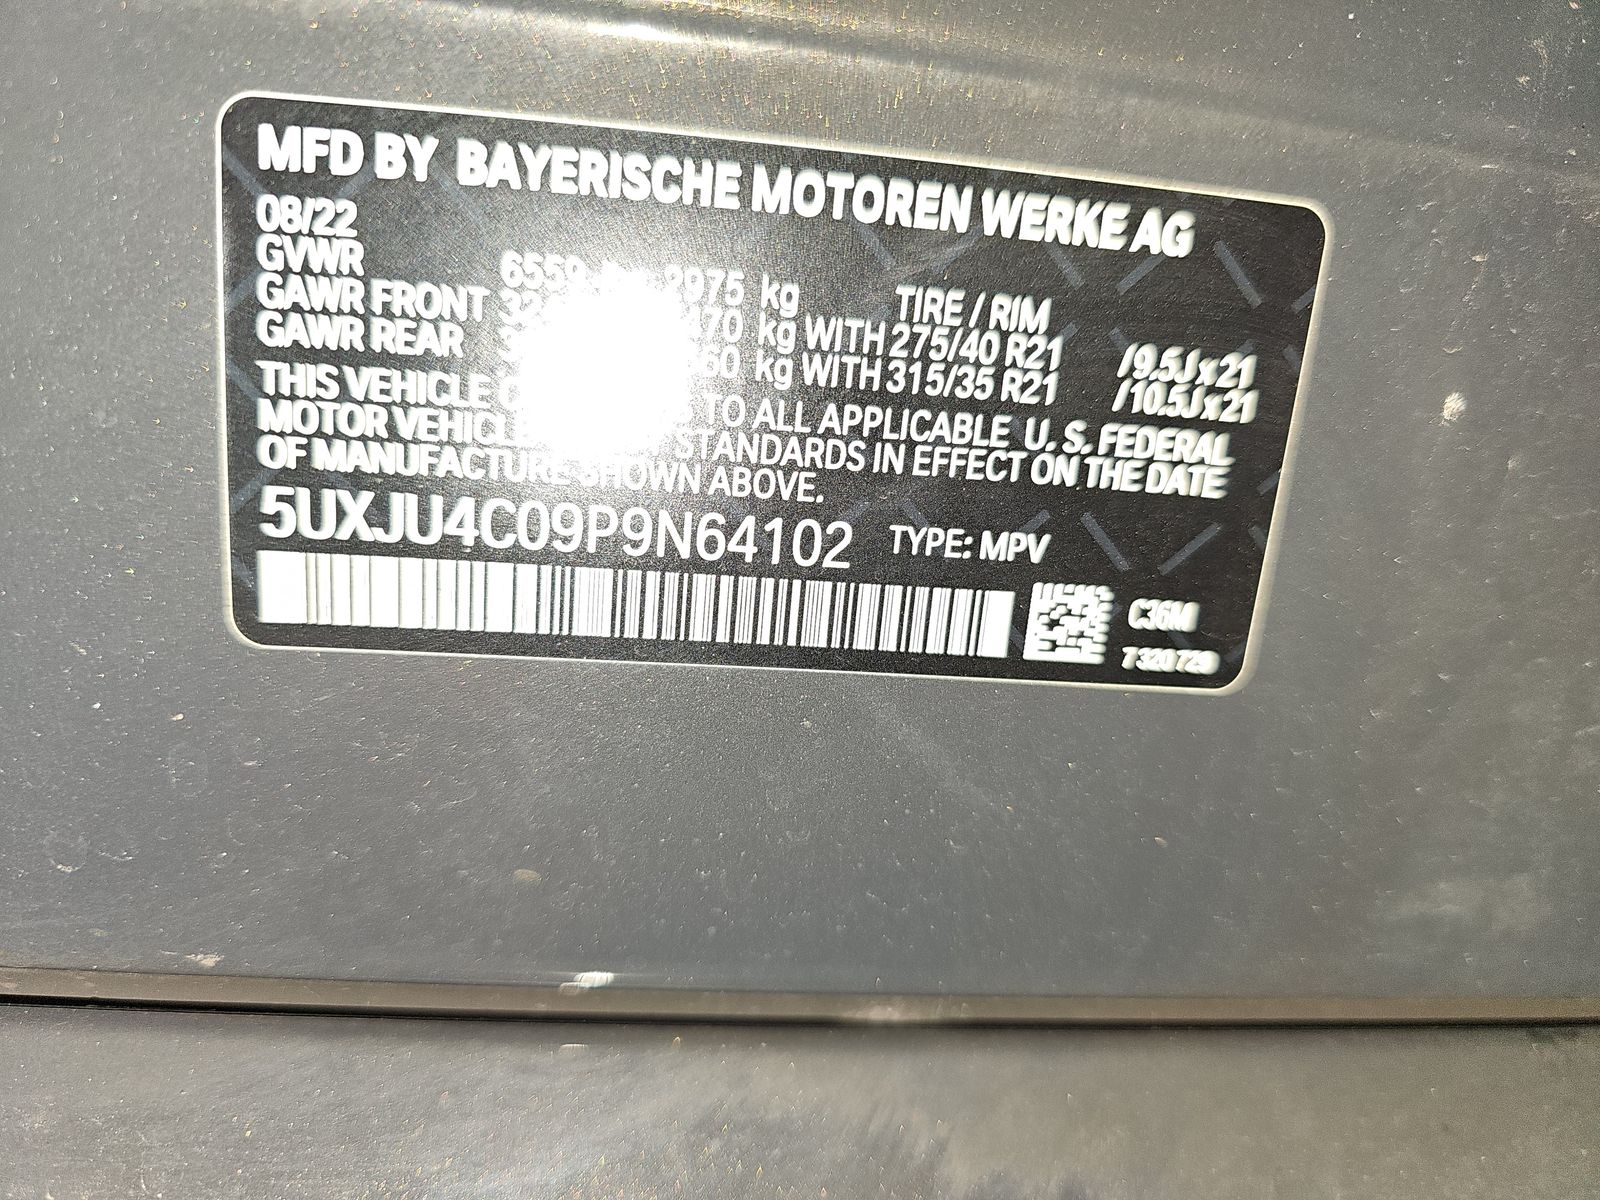 MFD BY BAYERISCHE MOTOREN WERKE AG
08/22
GVWR kg TIRE / RIM
GAWR FRONT kg WITH 275/40 R21 /9.5Jx21
GAWR REAR kg WITH 315/35 R21 /10.5Jx21
THIS VEHICLE TO ALL APPLICABLE U.S. FEDERAL
MOTOR VEHICLE STANDARDS IN EFFECT ON THE DATE
OF MANUFACTURE SHOWN ABOVE.
5UXJU4C09P9N64102 TYPE: MPV
C36M
7320729